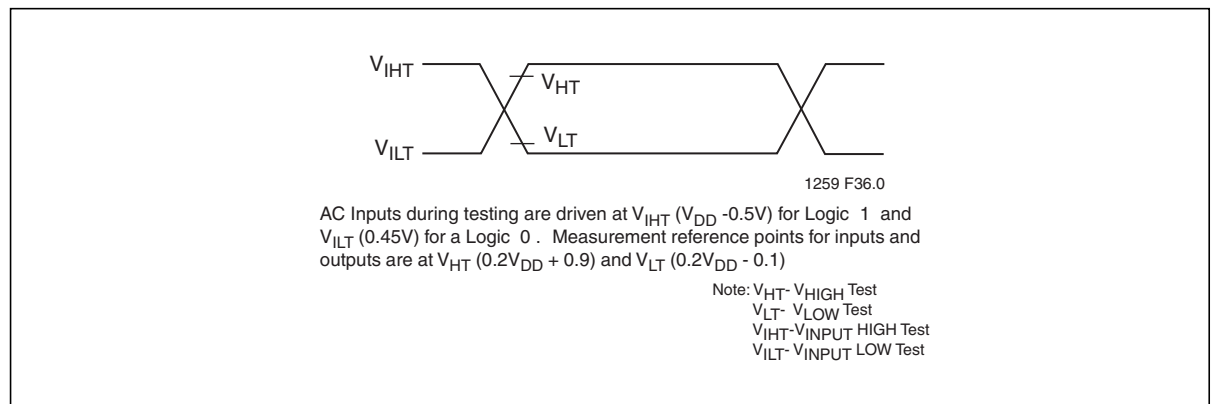 VIHT
VHT
VLT
VILT
1259 F36.0
AC Inputs during testing are driven at VIHT (VDD -0.5V) for Logic 1 and
VILT (0.45V) for a Logic 0 . Measurement reference points for inputs and
outputs are at VHT (0.2VDD + 0.9) and VLT (0.2VDD - 0.1)
Note: VHT- VHIGH Test
VLT- VLOW Test
VIHT-VINPUT HIGH Test
VILT- VINPUT LOW Test